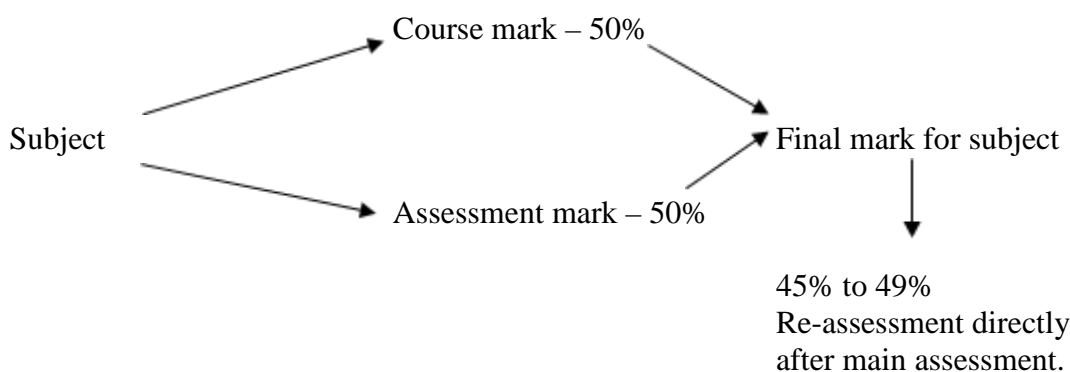 Course mark – 50%
Subject
Final mark for subject
Assessment mark – 50%
45% to 49%
Re-assessment directly
after main assessment.